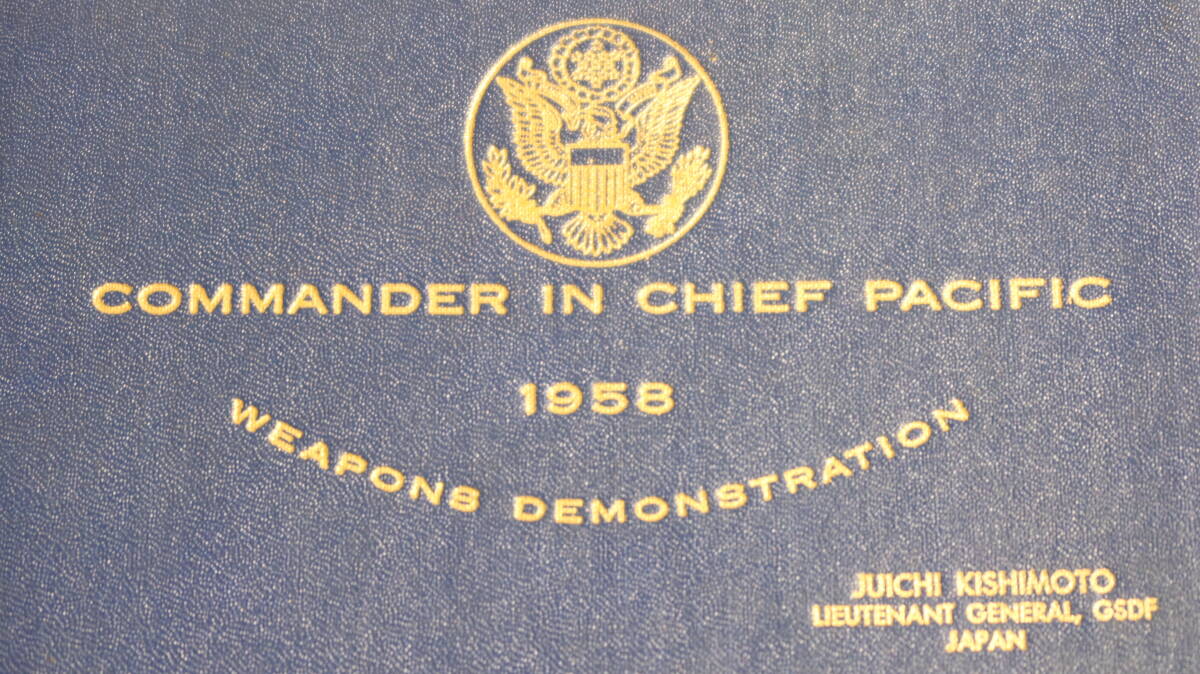 COMMANDER IN CHIEF PACIFIC
1958
WEAPONS DEMONSTRATION
JUICHI KISHIMOTO
LIEUTENANT GENERAL, GSDF
JAPAN